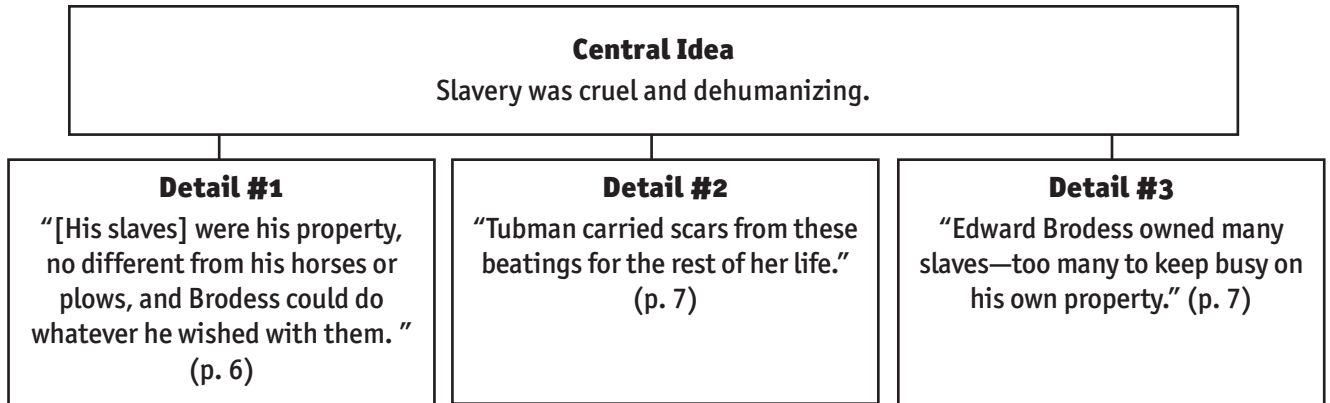 Central Idea
Slavery was cruel and dehumanizing.
Detail #1
“[His slaves] were his property,
no different from his horses or
plows, and Brodess could do
whatever he wished with them. ”
(p. 6)
Detail #2
“Tubman carried scars from these
beatings for the rest of her life.”
(p. 7)
Detail #3
“Edward Brodess owned many
slaves—too many to keep busy on
his own property.” (p. 7)